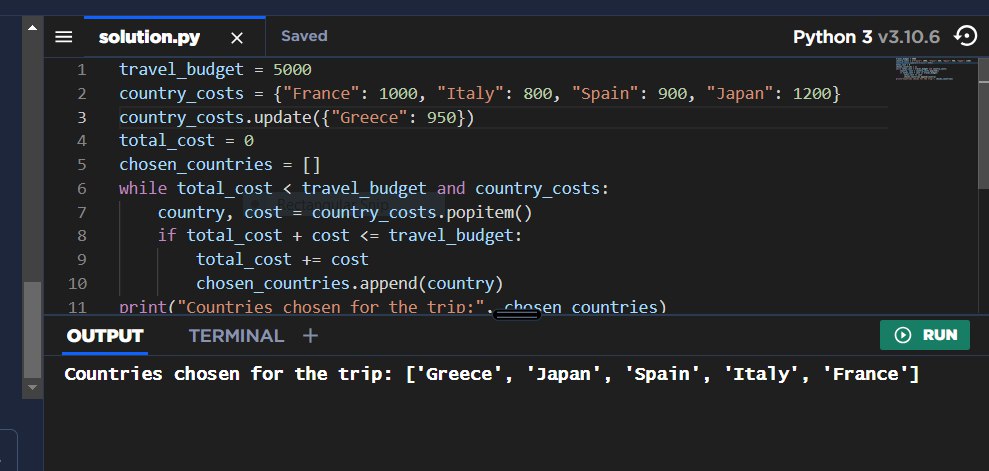 solution.py × Saved Python 3 v3.10.6
1 travel_budget = 5000
2 country_costs = {"France": 1000, "Italy": 800, "Spain": 900, "Japan": 1200}
3 country_costs.update({"Greece": 950})
4 total_cost = 0
5 chosen_countries = []
6 while total_cost < travel_budget and country_costs:
7     country, cost = country_costs.popitem()
8     if total_cost + cost <= travel_budget:
9         total_cost += cost
10         chosen_countries.append(country)
11 print("Countries chosen for the trip:", chosen_countries)
OUTPUT TERMINAL + RUN
Countries chosen for the trip: ['Greece', 'Japan', 'Spain', 'Italy', 'France']